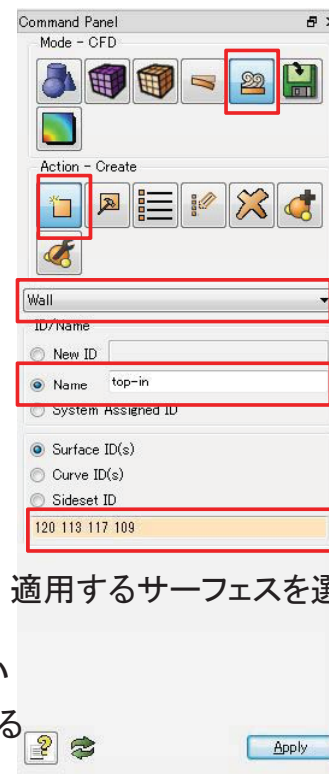 Command Panel
Mode - CFD
Action - Create
Wall
ID/Name
New ID
Name top-in
System Assigned ID
Surface ID(s)
Curve ID(s)
Sideset ID
120 113 117 109
適用するサーフェスを選
い
る
Apply